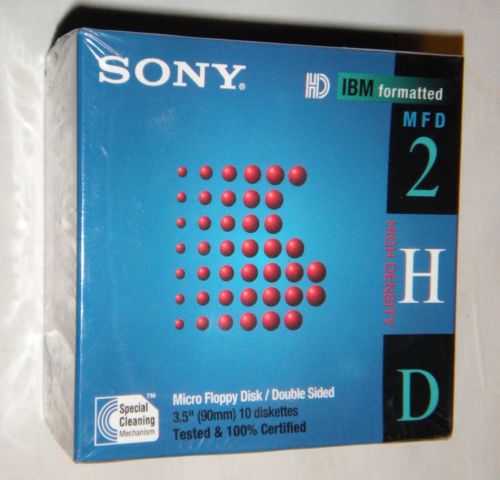 SONY®
HD IBM formatted
MFD
2
HIGH DENSITY
H
D
Special
Cleaning
Mechanism
™
Micro Floppy Disk / Double Sided
3.5" (90mm) 10 diskettes
Tested & 100% Certified